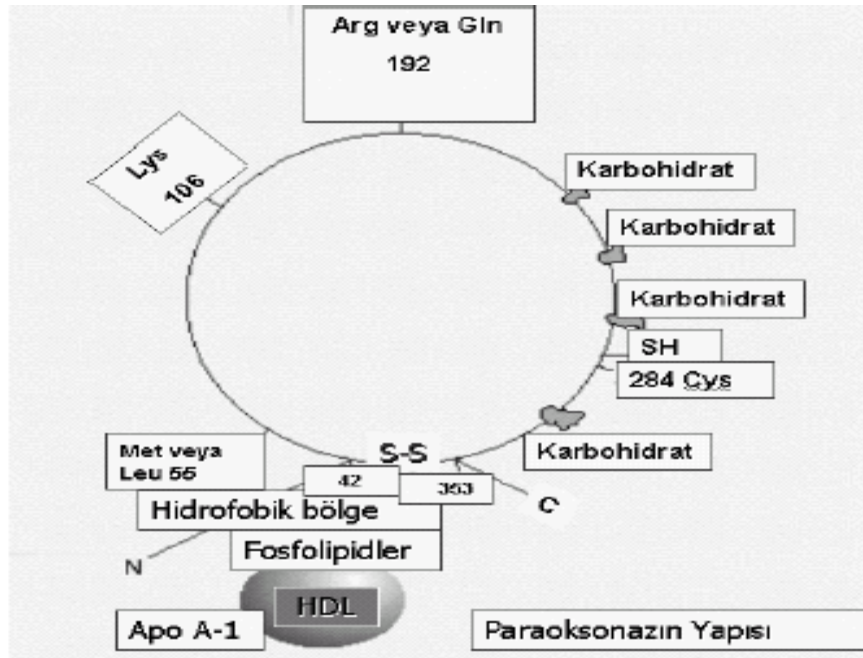 Arg veya Gln
192
Lys
106
Karbohidrat
Karbohidrat
Karbohidrat
SH
284 Cys
Karbohidrat
Met veya
Leu 55
S-S
42
353
C
Hidrofobik bölge
N
Fosfolipidler
HDL
Apo A-1
Paraoksonazın Yapısı